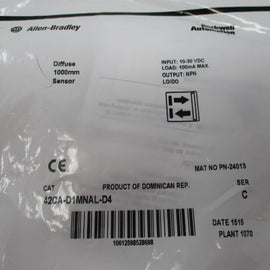 Allen-Bradley
Rockwell
Automation
Diffuse
1000mm
Sensor
INPUT: 10-30 VDC
LOAD: 100mA MAX.
OUTPUT: NPN
LO/DO
CE
MAT NO PN-24013
CAT
PRODUCT OF DOMINICAN REP.
SER
42CA-D1MNAL-D4
C
10612598528698
DATE 1515
PLANT 1070